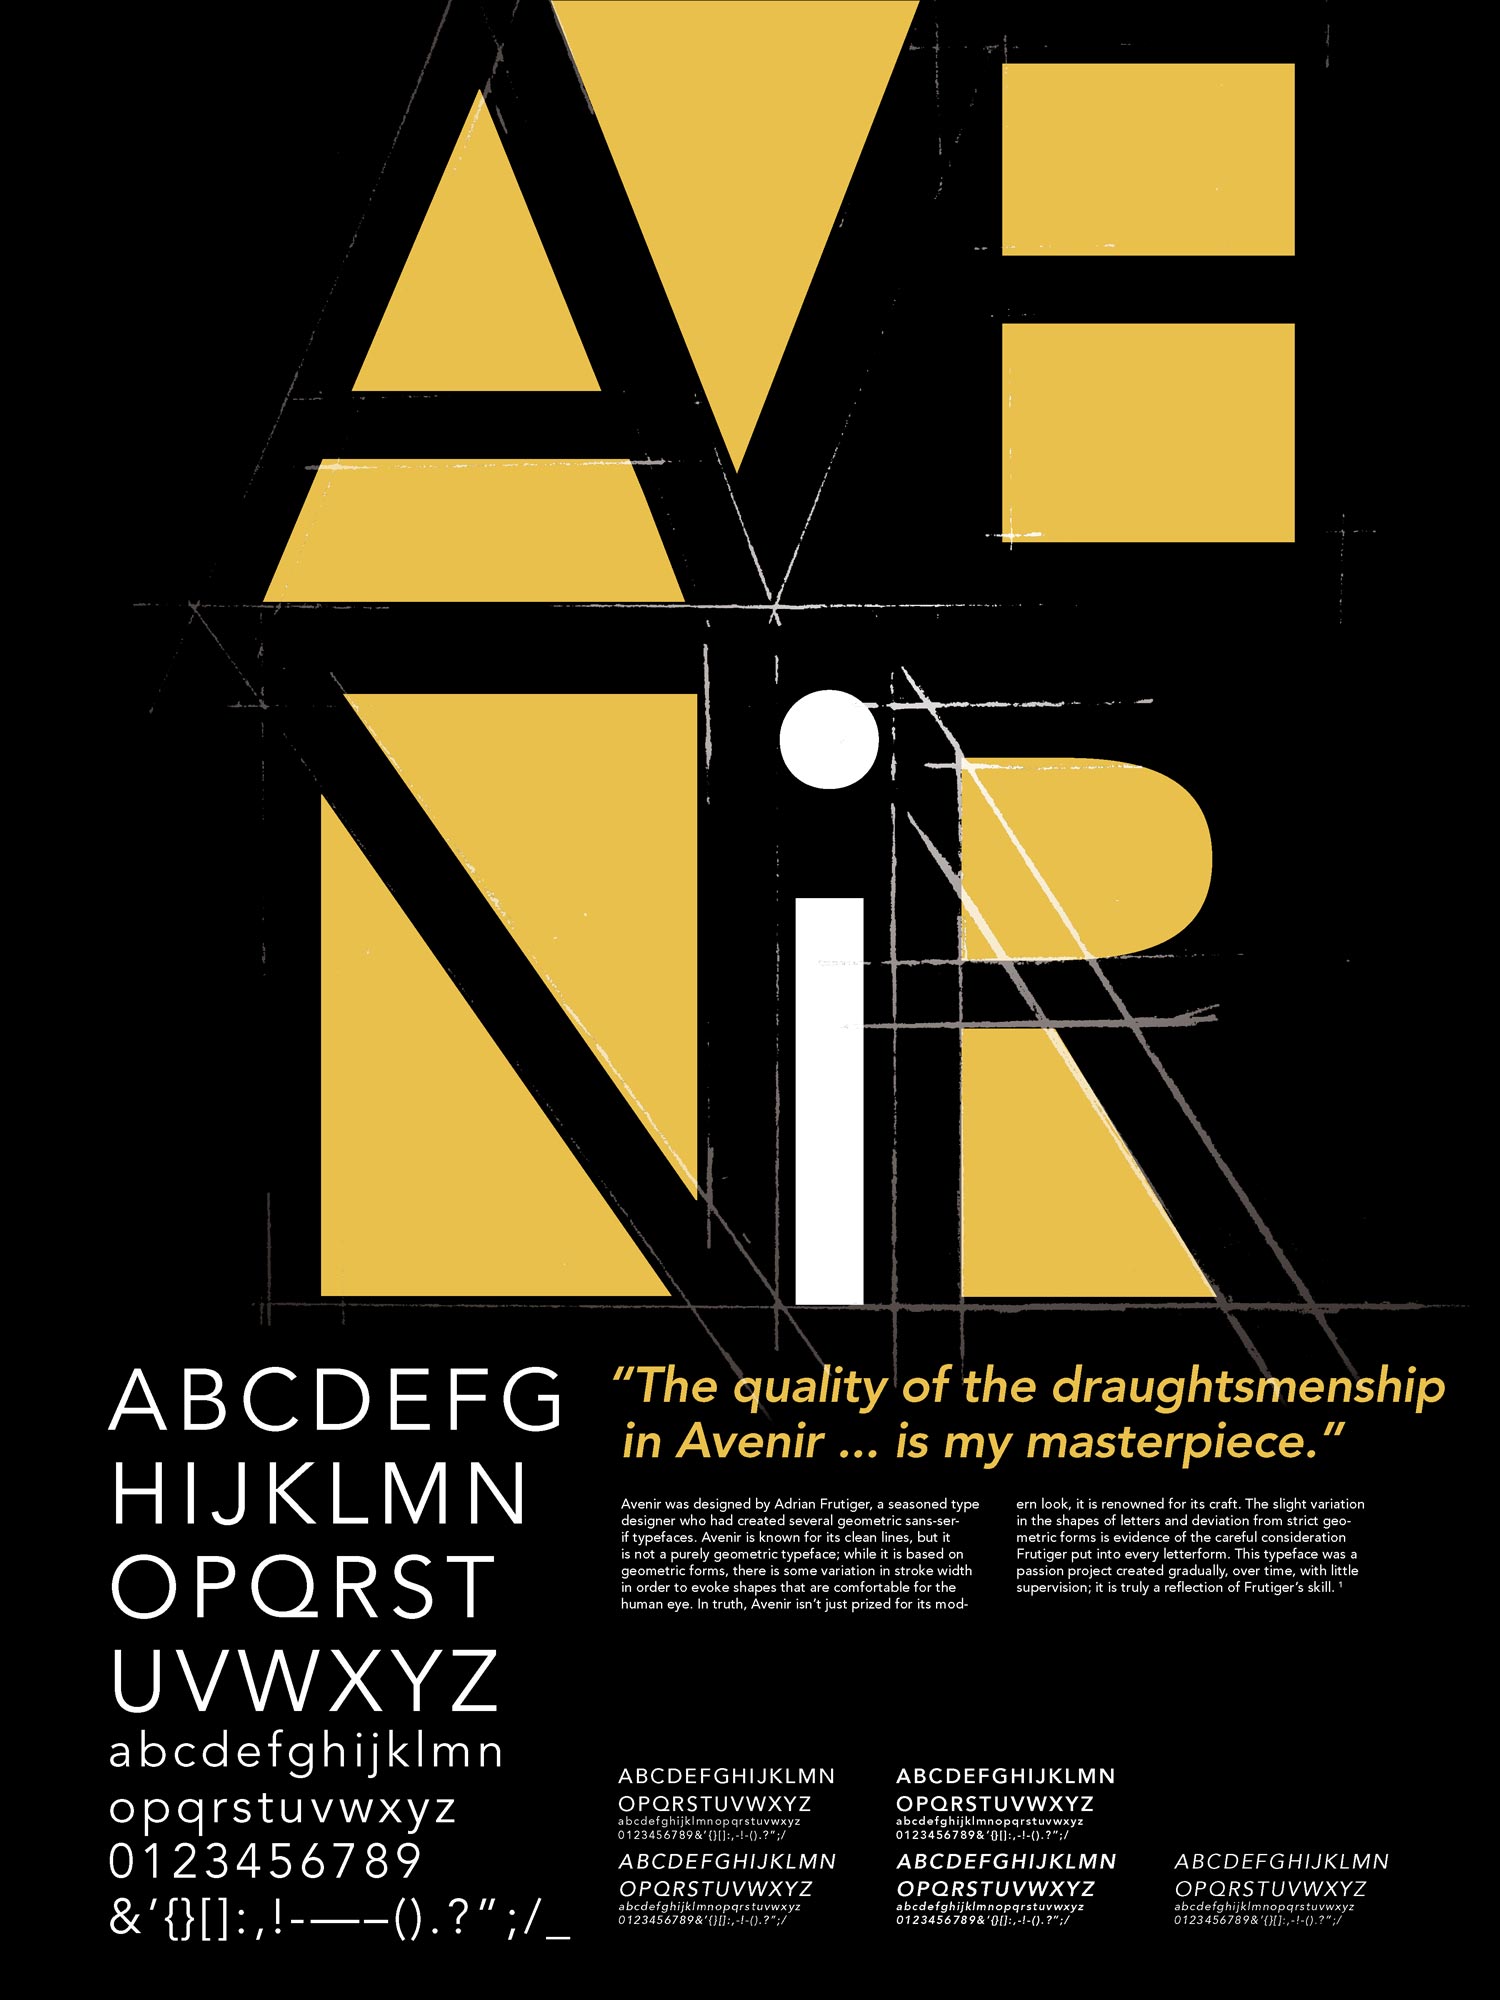 AVE
NiR
ABCDEFG
HIJKLMN
OPQRST
UVWXYZ
abcdefghijklmn
opqrstuvwxyz
0123456789
&’{}[]:,!-—–().?”;/_
“The quality of the draughtsmenship
in Avenir ... is my masterpiece.”
Avenir was designed by Adrian Frutiger, a seasoned type
designer who had created several geometric sans-ser-
if typefaces. Avenir is known for its clean lines, but it
is not a purely geometric typeface; while it is based on
geometric forms, there is some variation in stroke width
in order to evoke shapes that are comfortable for the
human eye. In truth, Avenir isn’t just prized for its mod-
ern look, it is renowned for its craft. The slight variation
in the shapes of letters and deviation from strict geo-
metric forms is evidence of the careful consideration
Frutiger put into every letterform. This typeface was a
passion project created gradually, over time, with little
supervision; it is truly a reflection of Frutiger’s skill. ¹
ABCDEFGHIJKLMN
OPQRSTUVWXYZ
abcdefghijklmnopqrstuvwxyz
0123456789&’{}[]:,-!-().?”;/
ABCDEFGHIJKLMN
OPQRSTUVWXYZ
abcdefghijklmnopqrstuvwxyz
0123456789&’{}[]:,-!-().?”;/
ABCDEFGHIJKLMN
OPQRSTUVWXYZ
abcdefghijklmnopqrstuvwxyz
0123456789&’{}[]:,-!-().?”;/
ABCDEFGHIJKLMN
OPQRSTUVWXYZ
abcdefghijklmnopqrstuvwxyz
0123456789&’{}[]:,-!-().?”;/
ABCDEFGHIJKLMN
OPQRSTUVWXYZ
abcdefghijklmnopqrstuvwxyz
0123456789&’{}[]:,-!-().?”;/